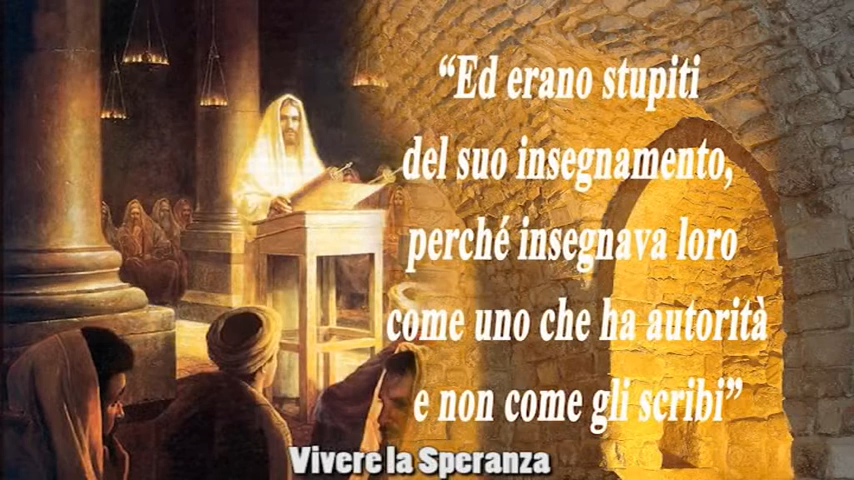 “Ed erano stupiti
del suo insegnamento,
perché insegnava loro
come uno che ha autorità
e non come gli scribi”
Vivere la Speranza